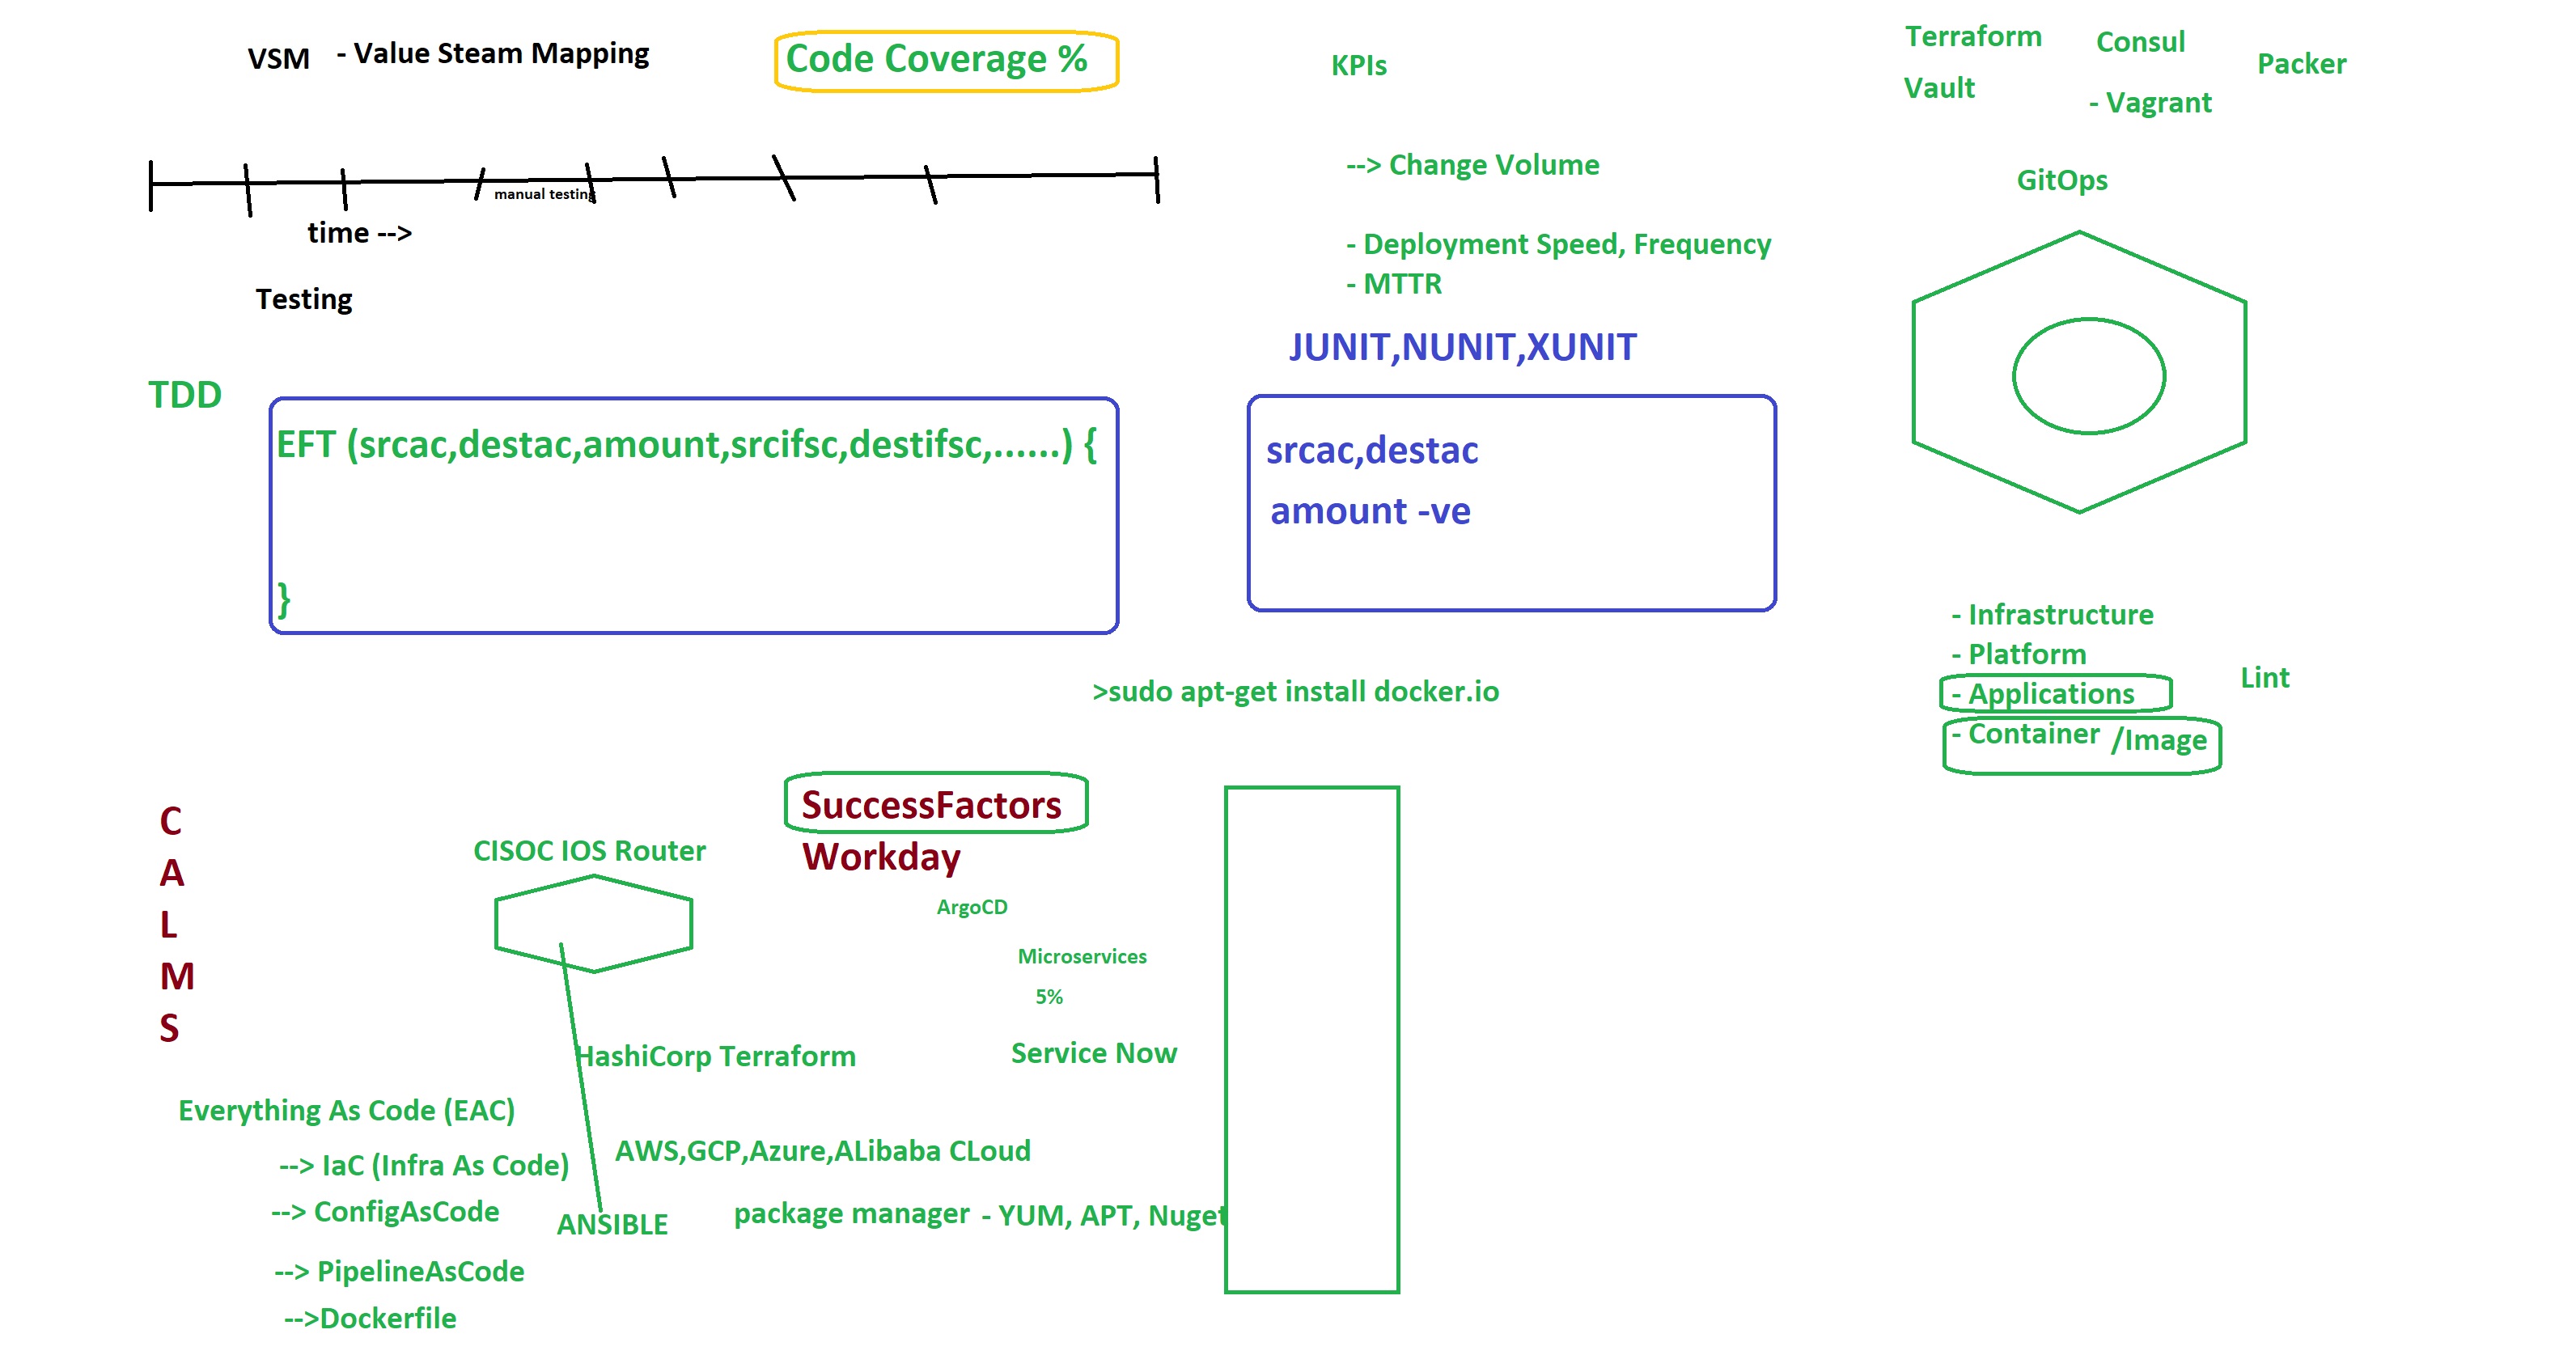 VSM - Value Steam Mapping
Code Coverage %
KPIs
Terraform
Consul
Packer
Vault
- Vagrant
manual testing
time -->
Testing
--> Change Volume
- Deployment Speed, Frequency
- MTTR
GitOps
JUNIT,NUNIT,XUNIT
TDD
EFT (srcac,destac,amount,srcifsc,destifsc,......) {
}
srcac,destac
amount -ve
- Infrastructure
- Platform
- Applications
- Container /Image
Lint
>sudo apt-get install docker.io
C
A
L
M
S
CISOC IOS Router
SuccessFactors
Workday
ArgoCD
Microservices
5%
HashiCorp Terraform
Service Now
Everything As Code (EAC)
--> IaC (Infra As Code)
AWS,GCP,Azure,ALibaba CLoud
--> ConfigAsCode
ANSIBLE
package manager - YUM, APT, Nuget
--> PipelineAsCode
-->Dockerfile